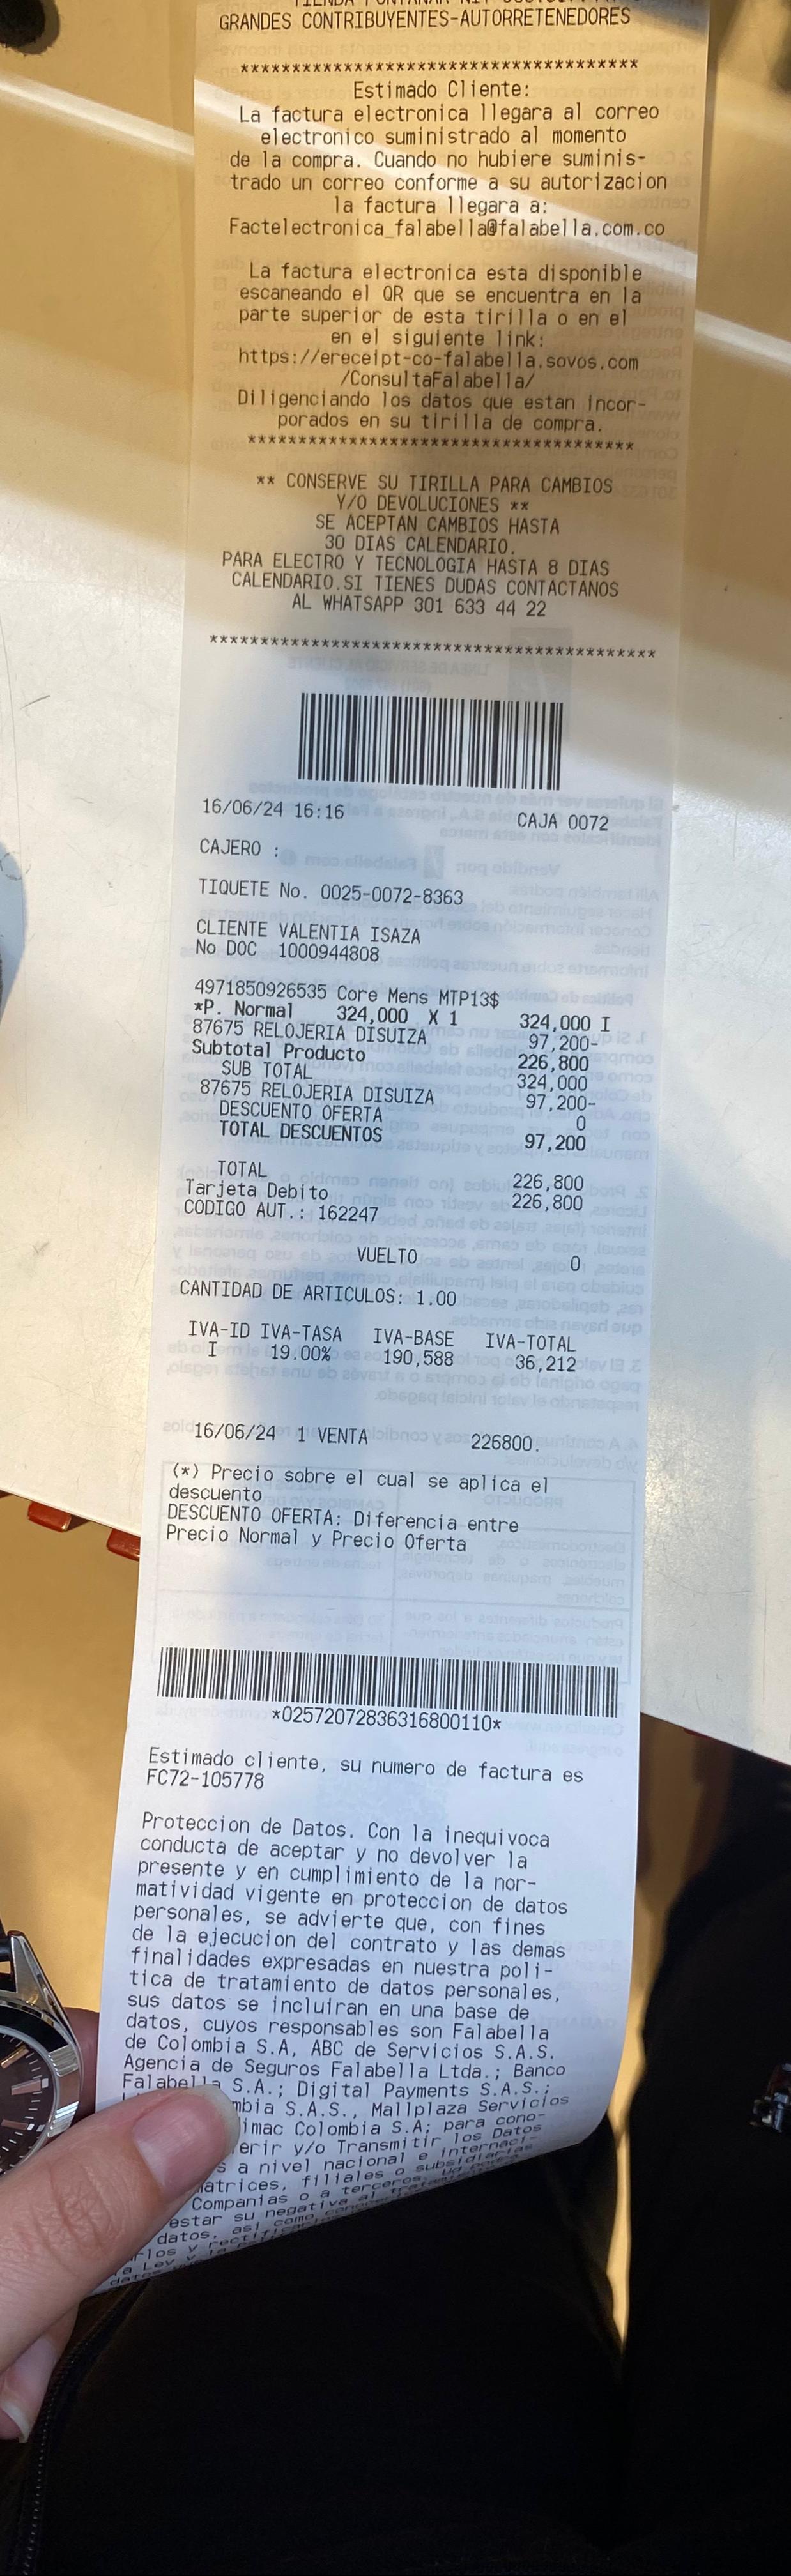 GRANDES CONTRIBUYENTES-AUTORRETENEDORES
***************************************
Estimado Cliente:
La factura electronica llegara al correo
electronico suministrado al momento
de la compra. Cuando no hubiere suminis-
trado un correo conforme a su autorizacion
la factura llegara a:
Factelectronica_falabella@falabella.com.co
La factura electronica esta disponible
escaneando el QR que se encuentra en la
parte superior de esta tirilla o en el
en el siguiente link:
https://ereceipt-co-falabella.sovos.com
/ConsultaFalabella/
Diligenciando los datos que estan incor-
porados en su tirilla de compra.
**************************************
** CONSERVE SU TIRILLA PARA CAMBIOS
Y/O DEVOLUCIONES **
SE ACEPTAN CAMBIOS HASTA
30 DIAS CALENDARIO.
PARA ELECTRO Y TECNOLOGIA HASTA 8 DIAS
CALENDARIO.SI TIENES DUDAS CONTACTANOS
AL WHATSAPP 301 633 44 22
********************************************
16/06/24 16:16 CAJA 0072
CAJERO :
TIQUETE No. 0025-0072-8363
CLIENTE VALENTIA ISAZA
No DOC 1000944808
4971850926535 Core Mens MTP13$
*P. Normal 324,000 X 1 324,000 I
87675 RELOJERIA DISUIZA 97,200-
Subtotal Producto 226,800
SUB TOTAL 324,000
87675 RELOJERIA DISUIZA 97,200-
DESCUENTO OFERTA 0
TOTAL DESCUENTOS 97,200
TOTAL 226,800
Tarjeta Debito 226,800
CODIGO AUT.: 162247
VUELTO 0
CANTIDAD DE ARTICULOS: 1.00
IVA-ID IVA-TASA IVA-BASE IVA-TOTAL
I 19.00% 190,588 36,212
16/06/24 1 VENTA 226800.
(*) Precio sobre el cual se aplica el
descuento
DESCUENTO OFERTA: Diferencia entre
Precio Normal y Precio Oferta
*02572072836316800110*
Estimado cliente, su numero de factura es
FC72-105778
Proteccion de Datos. Con la inequivoca
conducta de aceptar y no devolver la
presente y en cumplimiento de la nor-
matividad vigente en proteccion de datos
personales, se advierte que, con fines
de la ejecucion del contrato y las demas
finalidades expresadas en nuestra poli-
tica de tratamiento de datos personales,
sus datos se incluiran en una base de
datos, cuyos responsables son Falabella
de Colombia S.A, ABC de Servicios S.A.S.
Agencia de Seguros Falabella Ltda.; Banco
Falabella S.A.; Digital Payments S.A.S.;
mbia S.A.S., Mallplaza Servicios
imac Colombia S.A; para cono-
erir y/o Transmitir los Datos
s a nivel nacional e internaci-
atrices, filiales o subsidiarias
Companias o a terceros.
estar su negativa al
datos, así como